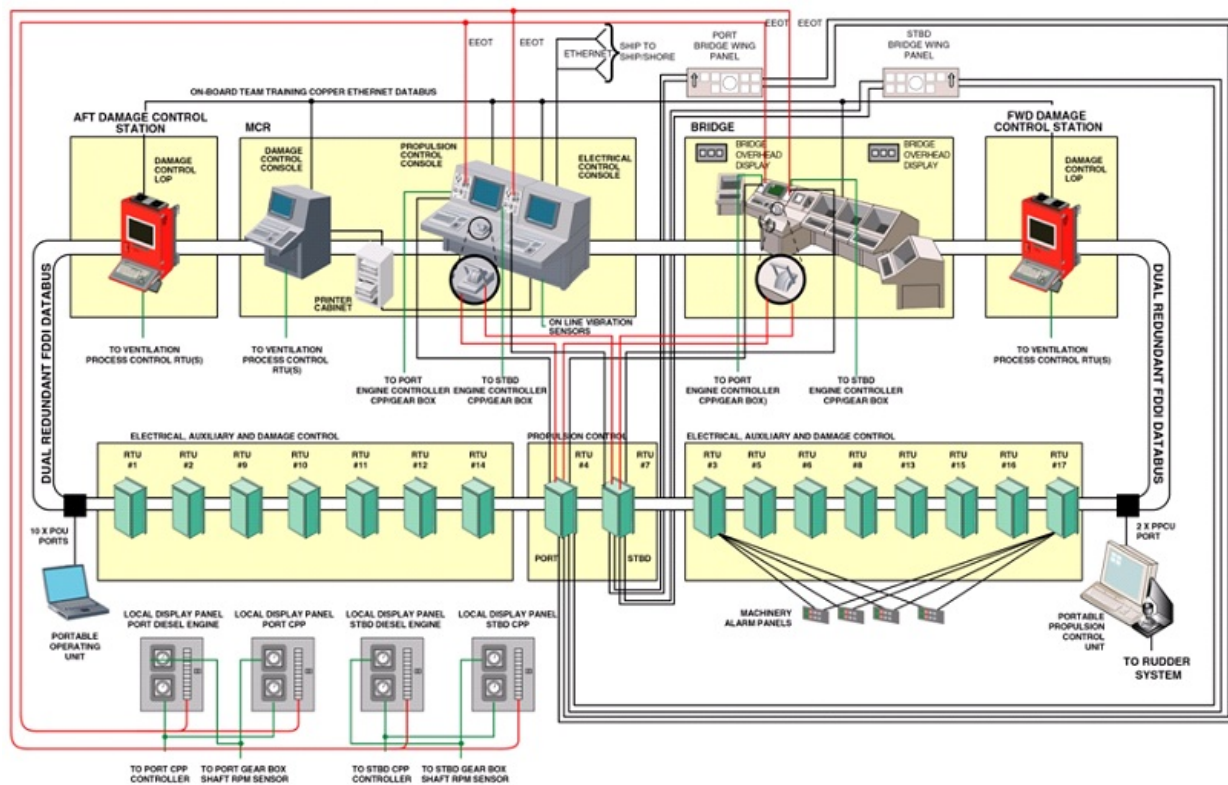 EEOT
EEOT
EEOT
EEOT
ETHERNET
SHIP TO
SHIP/SHORE
PORT
BRIDGE WING
PANEL
STBD
BRIDGE WING
PANEL
ON-BOARD TEAM TRAINING COPPER ETHERNET DATABUS
AFT DAMAGE CONTROL
STATION
MCR
BRIDGE
FWD DAMAGE
CONTROL STATION
DAMAGE
CONTROL
LOP
DAMAGE
CONTROL
CONSOLE
PROPULSION
CONTROL
CONSOLE
ELECTRICAL
CONTROL
CONSOLE
BRIDGE
OVERHEAD
DISPLAY
BRIDGE
OVERHEAD
DISPLAY
DAMAGE
CONTROL
LOP
PRINTER
CABINET
ON LINE VIBRATION
SENSORS
DUAL REDUNDANT FDDI DATABUS
DUAL REDUNDANT FDDI DATABUS
TO VENTILATION
PROCESS CONTROL RTU(S)
TO VENTILATION
PROCESS CONTROL
RTU(S)
TO PORT
ENGINE CONTROLLER
CPP/GEAR BOX
TO STBD
ENGINE CONTROLLER
CPP/GEAR BOX
TO PORT
ENGINE CONTROLLER
CPP/GEAR BOX)
TO STBD
ENGINE CONTROLLER
CPP/GEAR BOX
TO VENTILATION
PROCESS CONTROL RTU(S)
ELECTRICAL, AUXILIARY AND DAMAGE CONTROL
PROPULSION CONTROL
ELECTRICAL, AUXILIARY AND DAMAGE CONTROL
RTU
#1
RTU
#2
RTU
#9
RTU
#10
RTU
#11
RTU
#12
RTU
#14
RTU
#4
RTU
#7
RTU
#3
RTU
#5
RTU
#6
RTU
#8
RTU
#13
RTU
#15
RTU
#16
RTU
#17
10 X POU
PORTS
2 X PPCU
PORT
PORT
STBD
PORTABLE
OPERATING
UNIT
LOCAL DISPLAY PANEL
PORT DIESEL ENGINE
LOCAL DISPLAY PANEL
PORT CPP
LOCAL DISPLAY PANEL
STBD DIESEL ENGINE
LOCAL DISPLAY PANEL
STBD CPP
MACHINERY
ALARM PANELS
PORTABLE
PROPULSION
CONTROL
UNIT
TO RUDDER
SYSTEM
TO PORT CPP
CONTROLLER
TO PORT GEAR BOX
SHAFT RPM SENSOR
TO STBD CPP
CONTROLLER
TO STBD GEAR BOX
SHAFT RPM SENSOR